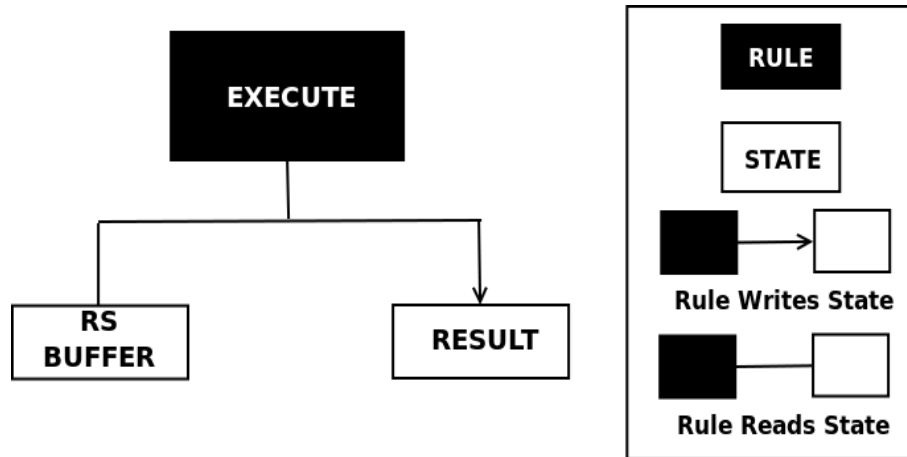 EXECUTE
RS
BUFFER
RESULT
RULE
STATE
Rule Writes State
Rule Reads State